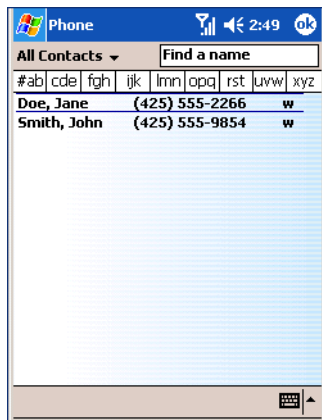 Phone 2:49 ok
All Contacts Find a name
#ab cde fgh ijk lmn opq rst uvw xyz
Doe, Jane (425) 555-2266 w
Smith, John (425) 555-9854 w